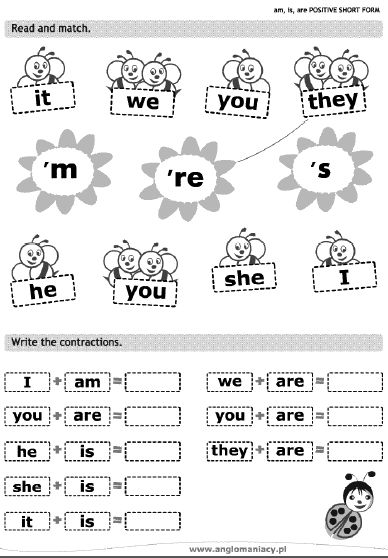 am, is, are POSITIVE SHORT FORM
Read and match.
it we you they
'm 're 's
he you she I
Write the contractions.
I + am = we + are =
you + are = you + are =
he + is = they + are =
she + is =
it + is =
www.anglomaniacy.pl